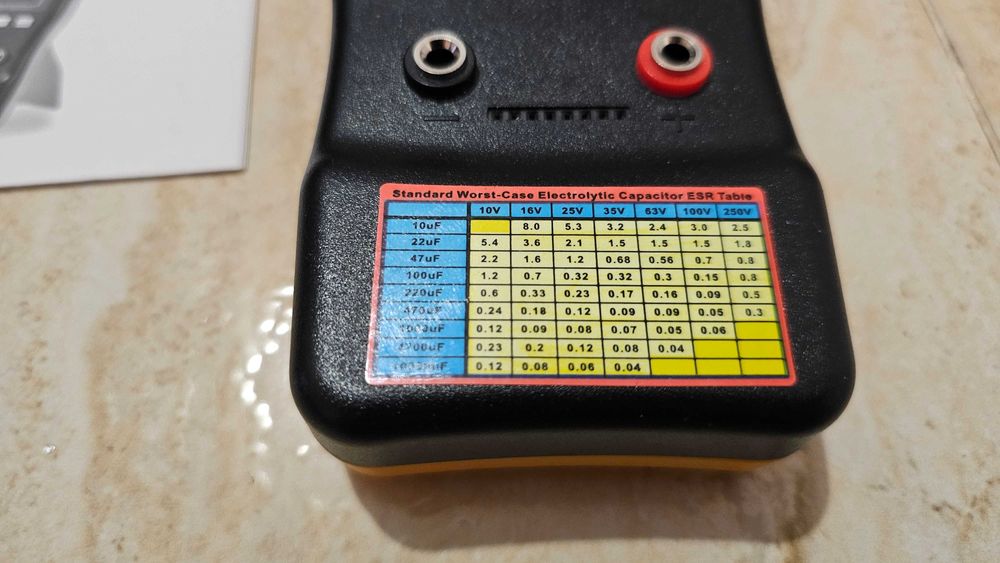 − +
Standard Worst-Case Electrolytic Capacitor ESR Table
10V 16V 25V 35V 63V 100V 250V
10uF 8.0 5.3 3.2 2.4 3.0 2.5
22uF 5.4 3.6 2.1 1.5 1.5 1.5 1.8
47uF 2.2 1.6 1.2 0.68 0.56 0.7 0.8
100uF 1.2 0.7 0.32 0.32 0.3 0.15 0.8
220uF 0.6 0.33 0.23 0.17 0.16 0.09 0.5
470uF 0.24 0.18 0.12 0.09 0.09 0.05 0.3
1000uF 0.12 0.09 0.08 0.07 0.05 0.06
0.23 0.2 0.12 0.08 0.04
0.12 0.08 0.06 0.04